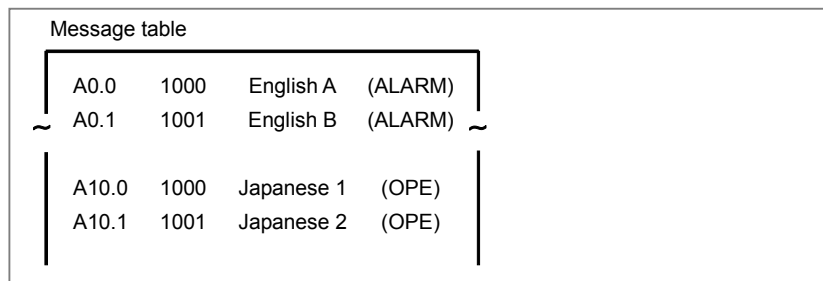 Message table
A0.0 1000 English A (ALARM)
~ A0.1 1001 English B (ALARM) ~
A10.0 1000 Japanese 1 (OPE)
A10.1 1001 Japanese 2 (OPE)